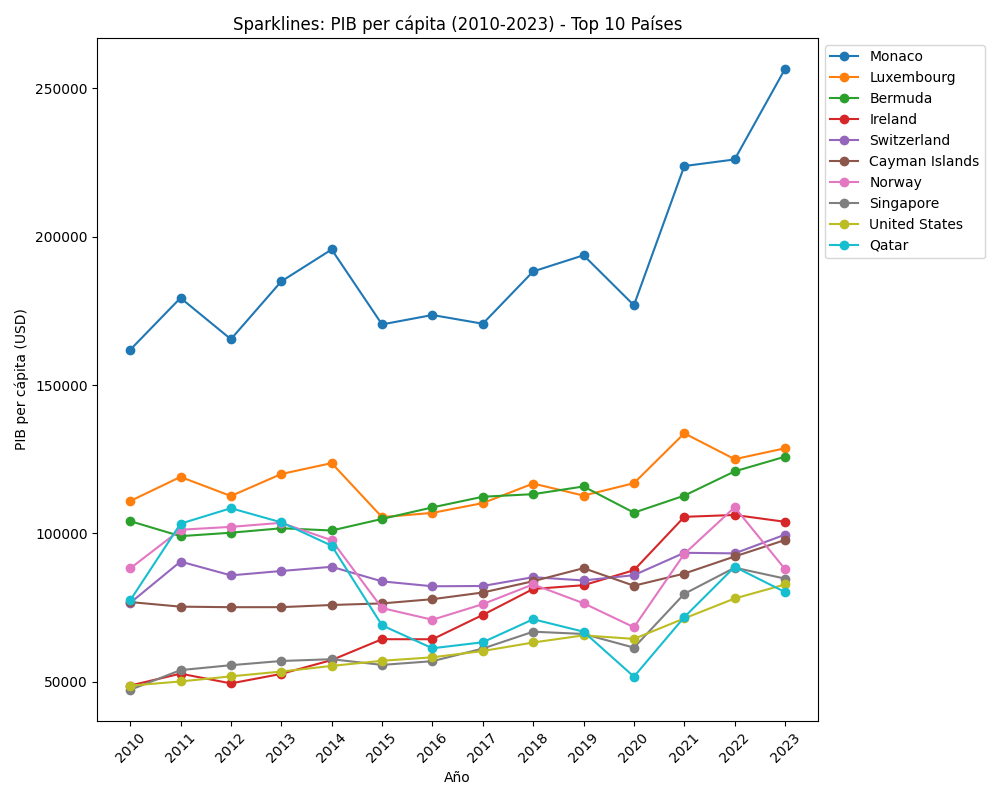 Sparklines: PIB per cápita (2010-2023) - Top 10 Países
PIB per cápita (USD)
250000
200000
150000
100000
50000
2010
2011
2012
2013
2014
2015
2016
2017
2018
2019
2020
2021
2022
2023
Año
Monaco
Luxembourg
Bermuda
Ireland
Switzerland
Cayman Islands
Norway
Singapore
United States
Qatar